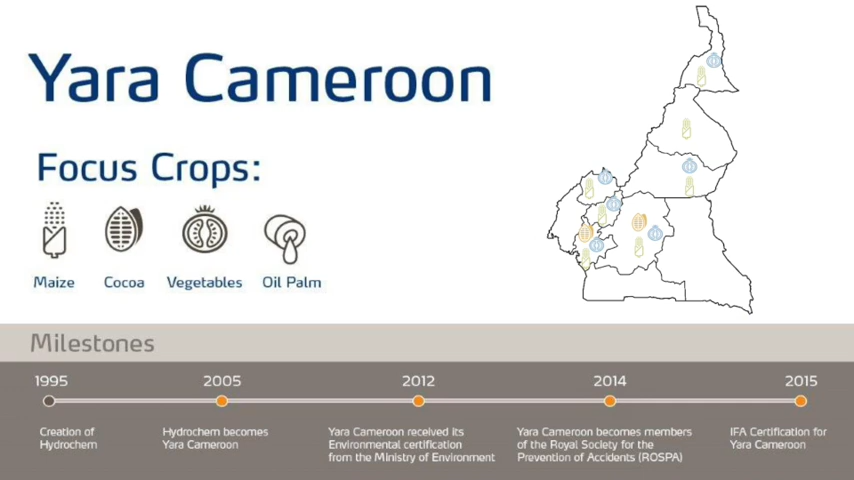 Yara Cameroon
Focus Crops:
Maize
Cocoa
Vegetables
Oil Palm
Milestones
1995
2005
2012
2014
2015
Creation of
Hydrochem
Hydrochem becomes
Yara Cameroon
Yara Cameroon received its
Environmental certification
from the Ministry of Environment
Yara Cameroon becomes members
of the Royal Society for the
Prevention of Accidents (ROSPA)
IFA Certification for
Yara Cameroon